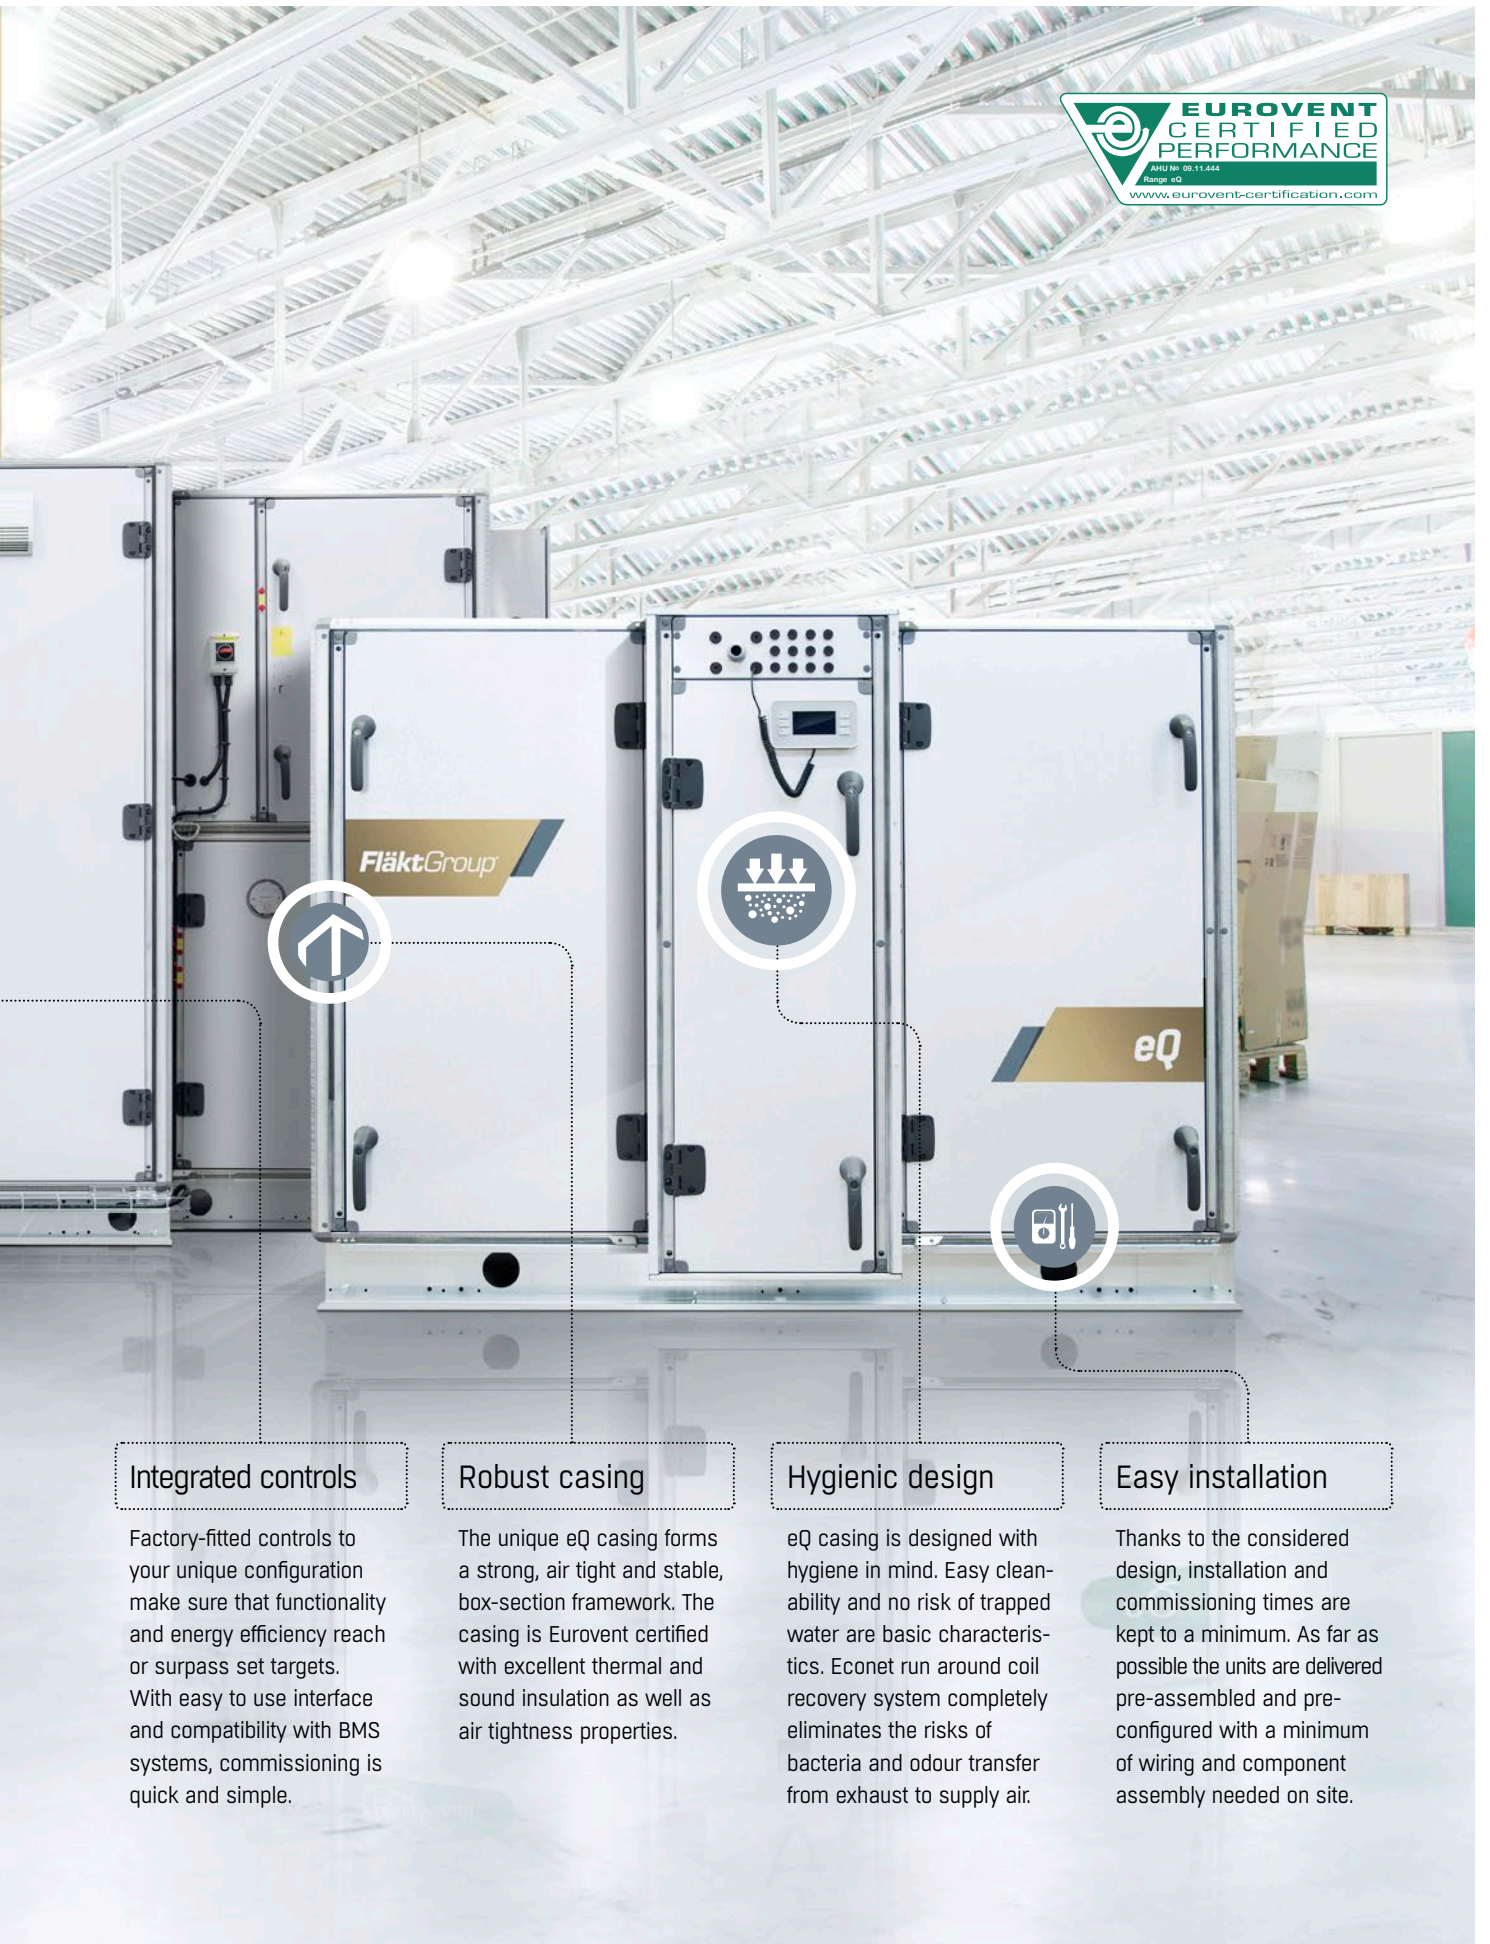 EUROVENT
CERTIFIED
PERFORMANCE
AHU № 09.11.444
Range eQ
www.eurovent-certification.com
FläktGroup
eQ
Integrated controls
Factory-fitted controls to
your unique configuration
make sure that functionality
and energy efficiency reach
or surpass set targets.
With easy to use interface
and compatibility with BMS
systems, commissioning is
quick and simple.
Robust casing
The unique eQ casing forms
a strong, air tight and stable,
box-section framework. The
casing is Eurovent certified
with excellent thermal and
sound insulation as well as
air tightness properties.
Hygienic design
eQ casing is designed with
hygiene in mind. Easy clean-
ability and no risk of trapped
water are basic characteris-
tics. Econet run around coil
recovery system completely
eliminates the risks of
bacteria and odour transfer
from exhaust to supply air.
Easy installation
Thanks to the considered
design, installation and
commissioning times are
kept to a minimum. As far as
possible the units are delivered
pre-assembled and pre-
configured with a minimum
of wiring and component
assembly needed on site.